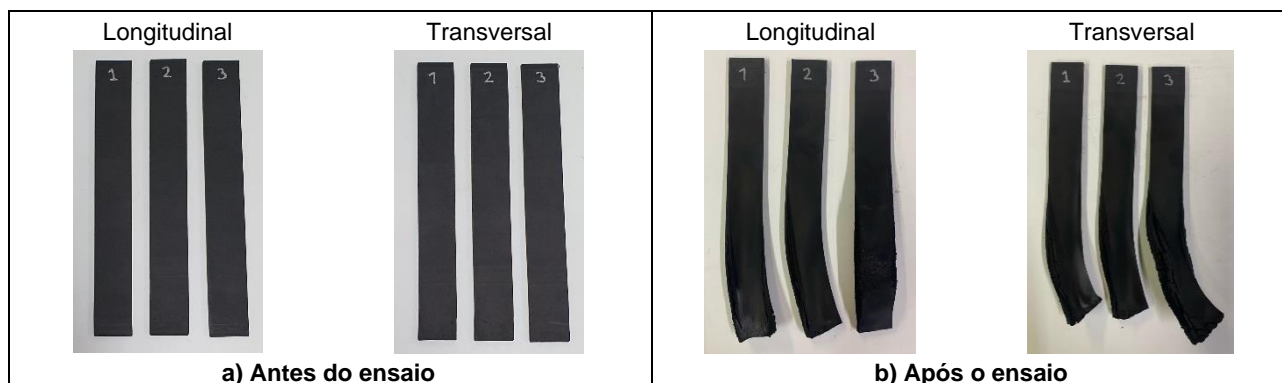 Longitudinal
Transversal
1 2 3
1 2 3
a) Antes do ensaio
Longitudinal
Transversal
1 2 3
1 2 3
b) Após o ensaio